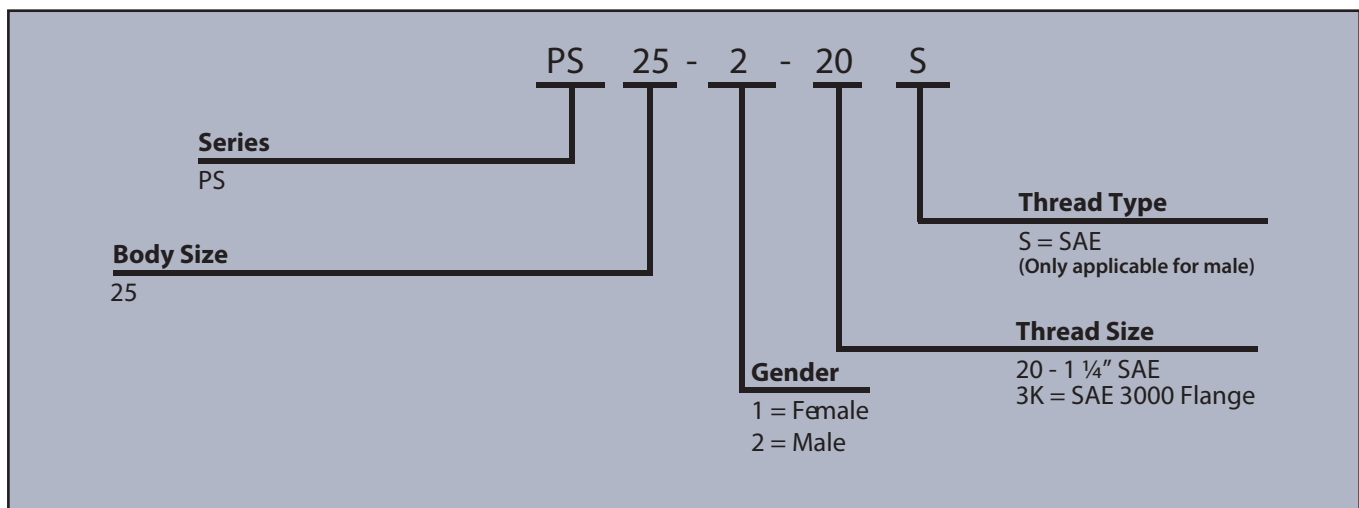 PS 25 - 2 - 20 S
Series
PS
Body Size
25
Gender
1 = Female
2 = Male
Thread Type
S = SAE
(Only applicable for male)
Thread Size
20 - 1 ¼” SAE
3K = SAE 3000 Flange